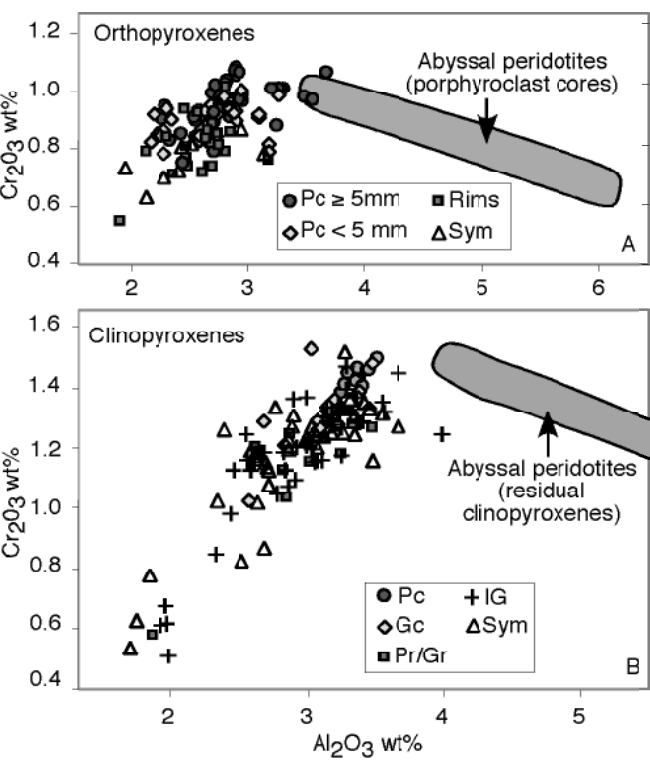 Orthopyroxenes
Abyssal peridotites
(porphyroclast cores)
Pc ≥ 5mm
Rims
Pc < 5 mm
Sym
A
Cr2O3 wt%
1.2
1.0
0.8
0.6
0.4
2 3 4 5 6
Clinopyroxenes
Abyssal peridotites
(residual
clinopyroxenes)
Pc
IG
Gc
Sym
Pr/Gr
B
Cr2O3 wt%
1.6
1.4
1.2
1.0
0.8
0.6
0.4
2 3 4 5
Al2O3 wt%